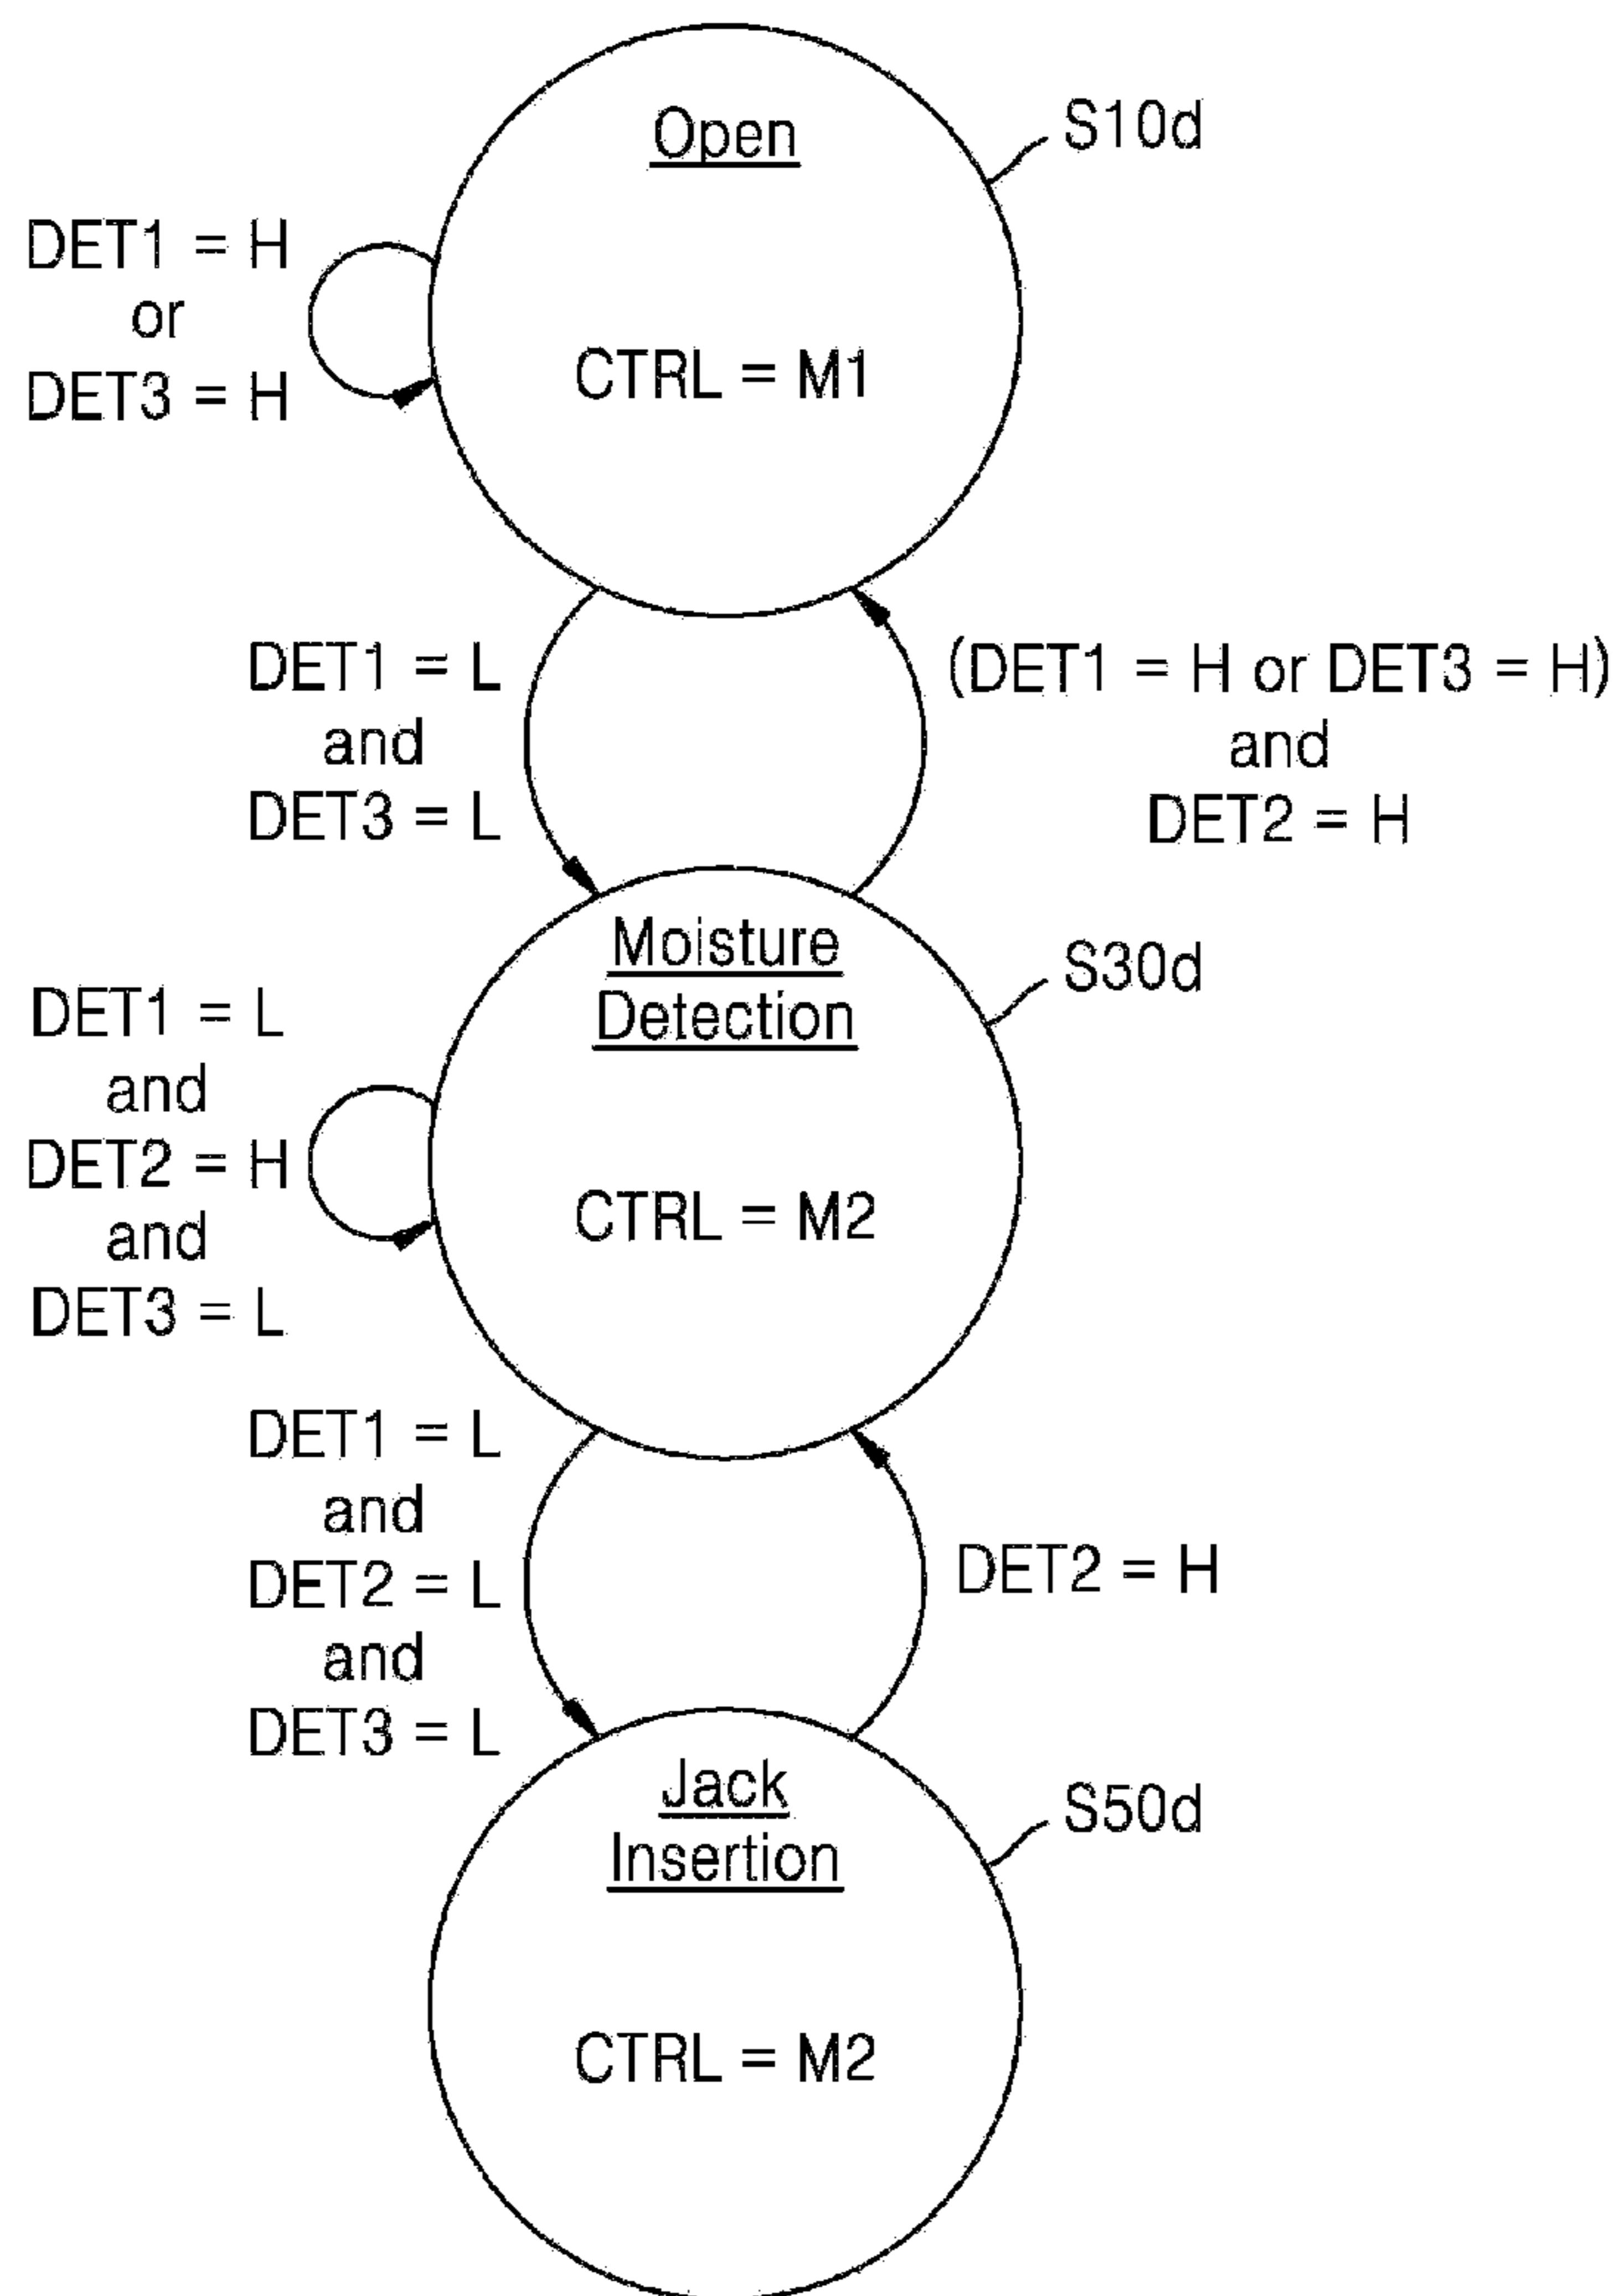 Open
S10d
DET1 = H
or
DET3 = H
CTRL = M1
DET1 = L
and
DET3 = L
(DET1 = H or DET3 = H)
and
DET2 = H
Moisture
Detection
S30d
DET1 = L
and
DET2 = H
and
DET3 = L
CTRL = M2
DET1 = L
and
DET2 = L
and
DET3 = L
DET2 = H
Jack
Insertion
S50d
CTRL = M2